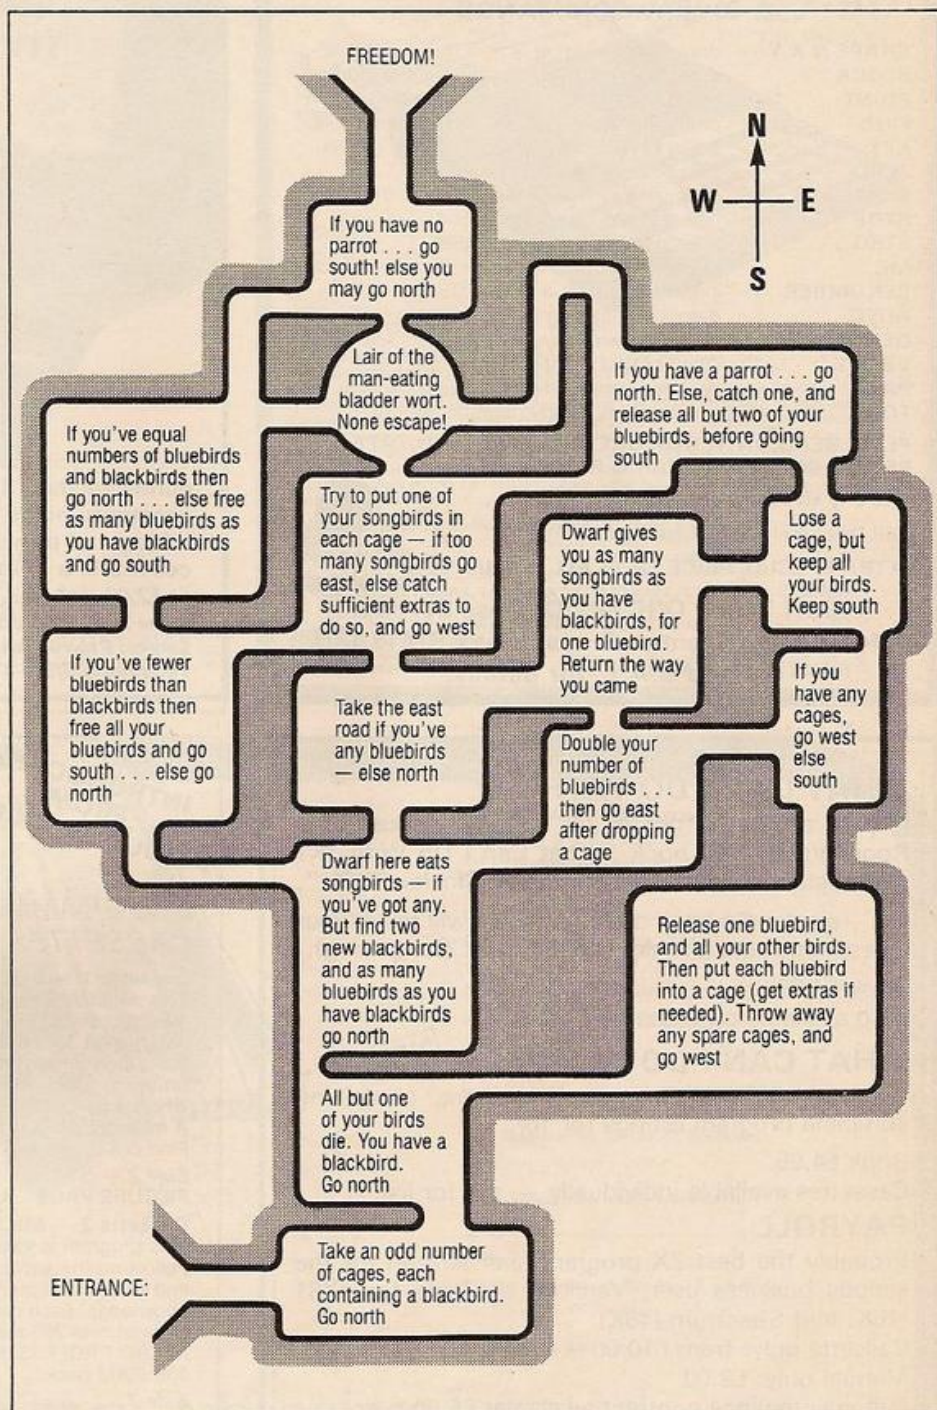 FREEDOM!
N
W
E
S
If you have no
parrot . . . go
south! else you
may go north
Lair of the
man-eating
bladder wort.
None escape!
If you have a parrot . . . go
north. Else, catch one, and
release all but two of your
bluebirds, before going
south
If you've equal
numbers of bluebirds
and blackbirds then
go north . . . else free
as many bluebirds as
you have blackbirds
and go south
Try to put one of
your songbirds in
each cage — if too
many songbirds go
east, else catch
sufficient extras to
do so, and go west
Dwarf gives
you as many
songbirds as
you have
blackbirds, for
one bluebird.
Return the way
you came
Lose a
cage, but
keep all
your birds.
Keep south
If you've fewer
bluebirds than
blackbirds then
free all your
bluebirds and go
south . . . else go
north
Take the east
road if you've
any bluebirds
— else north
Double your
number of
bluebirds . . .
then go east
after dropping
a cage
If you
have any
cages,
go west
else
south
Dwarf here eats
songbirds — if
you've got any.
But find two
new blackbirds,
and as many
bluebirds as you
have blackbirds
go north
Release one bluebird,
and all your other birds.
Then put each bluebird
into a cage (get extras if
needed). Throw away
any spare cages, and
go west
All but one
of your birds
die. You have a
blackbird.
Go north
Take an odd number
of cages, each
containing a blackbird.
Go north
ENTRANCE: